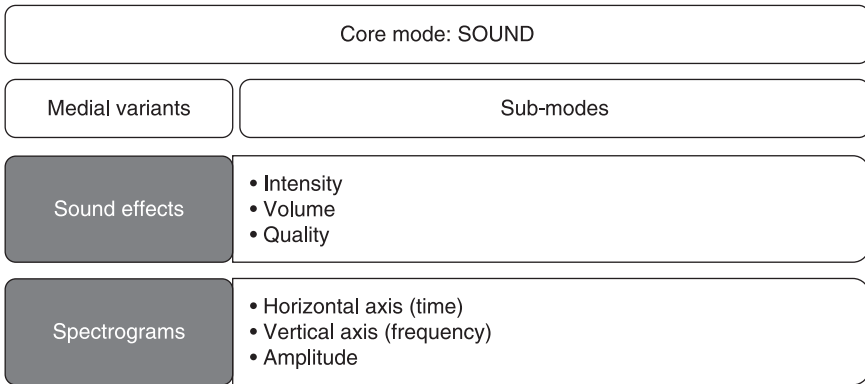 Core mode: SOUND
Medial variants
Sub-modes
Sound effects
• Intensity
• Volume
• Quality
Spectrograms
• Horizontal axis (time)
• Vertical axis (frequency)
• Amplitude